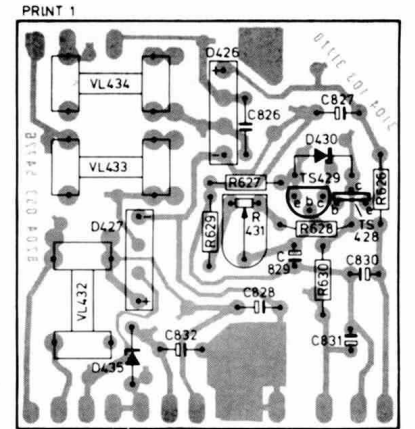 PRINT 1
D426
+
VL434
C826
C827
-
D430
VL433
TS429
c
c
R627
R626
D427
-
b
e
b
e
R629
R
431
R628
TS
428
C
829
C830
R630
VL432
+
C828
C832
C831
D435